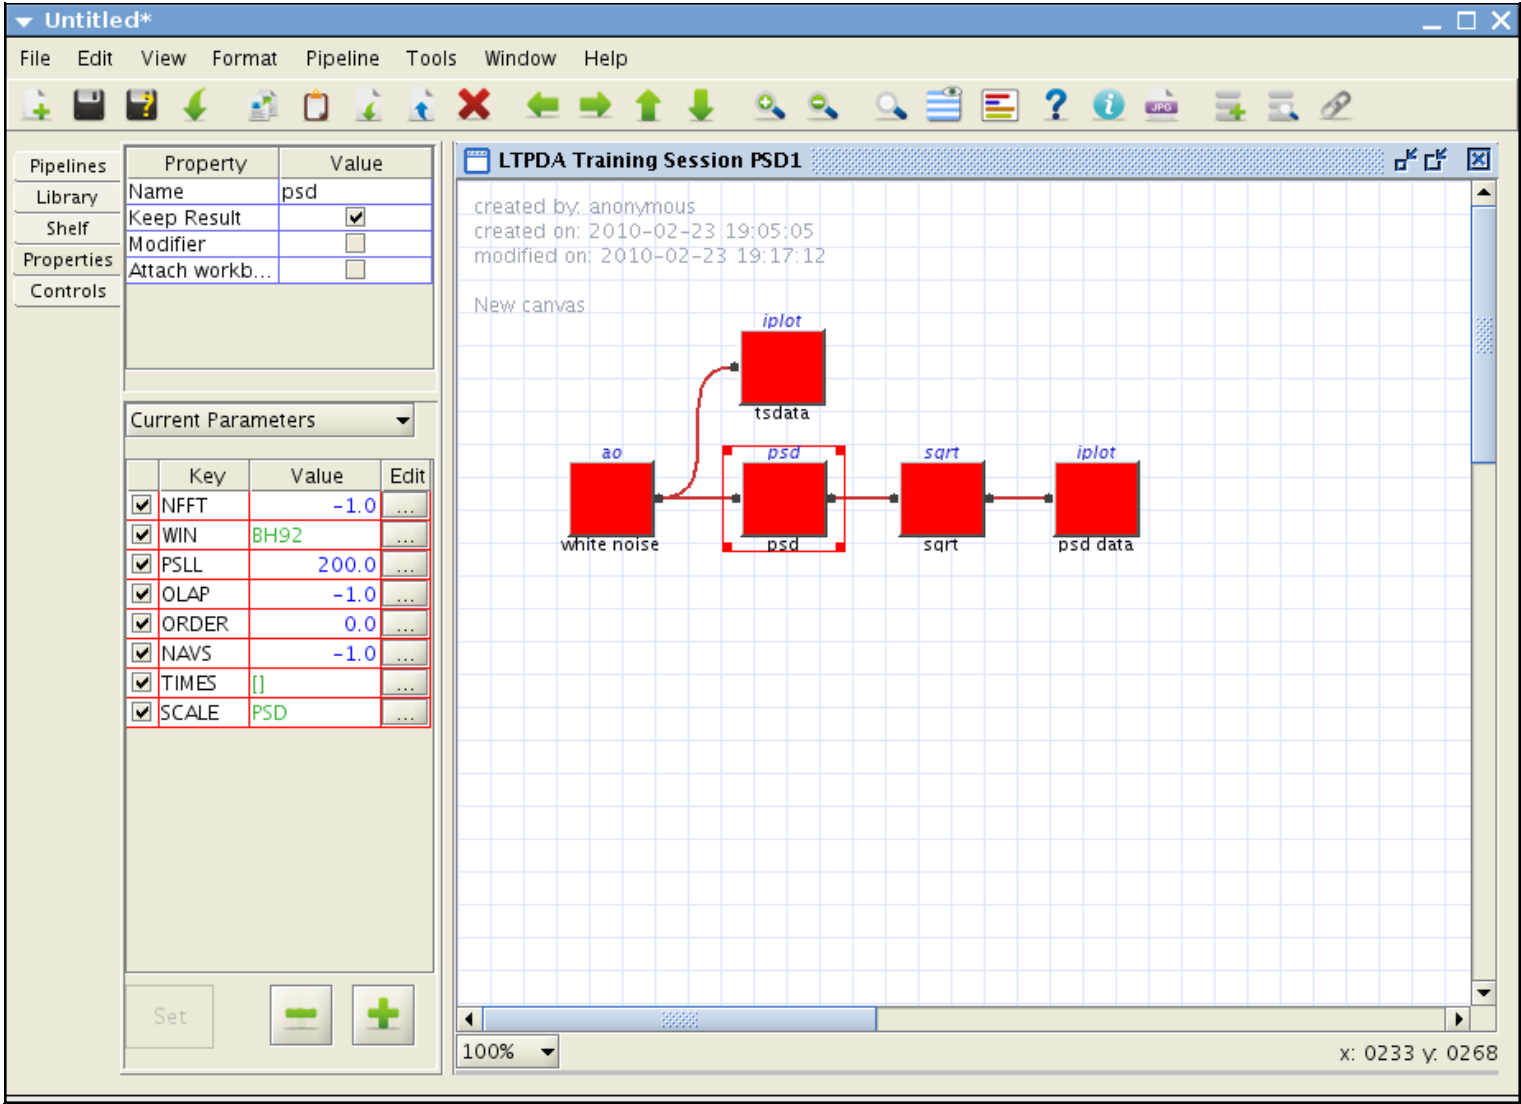 Untitled*
File Edit View Format Pipeline Tools Window Help
? ? i JPG
Pipelines
Library
Shelf
Properties
Controls
Property Value
Name psd
Keep Result
Modifier
Attach workb...
Current Parameters
Key Value Edit
NFFT -1.0 ...
WIN BH92 ...
PSLL 200.0 ...
OLAP -1.0 ...
ORDER 0.0 ...
NAVS -1.0 ...
TIMES [] ...
SCALE PSD ...
Set
LTPDA Training Session PSD1
created by: anonymous
created on: 2010-02-23 19:05:05
modified on: 2010-02-23 19:17:12
New canvas
iplot
tsdata
ao psd sqrt iplot
white noise psd sqrt psd data
100%
x: 0233 y: 0268